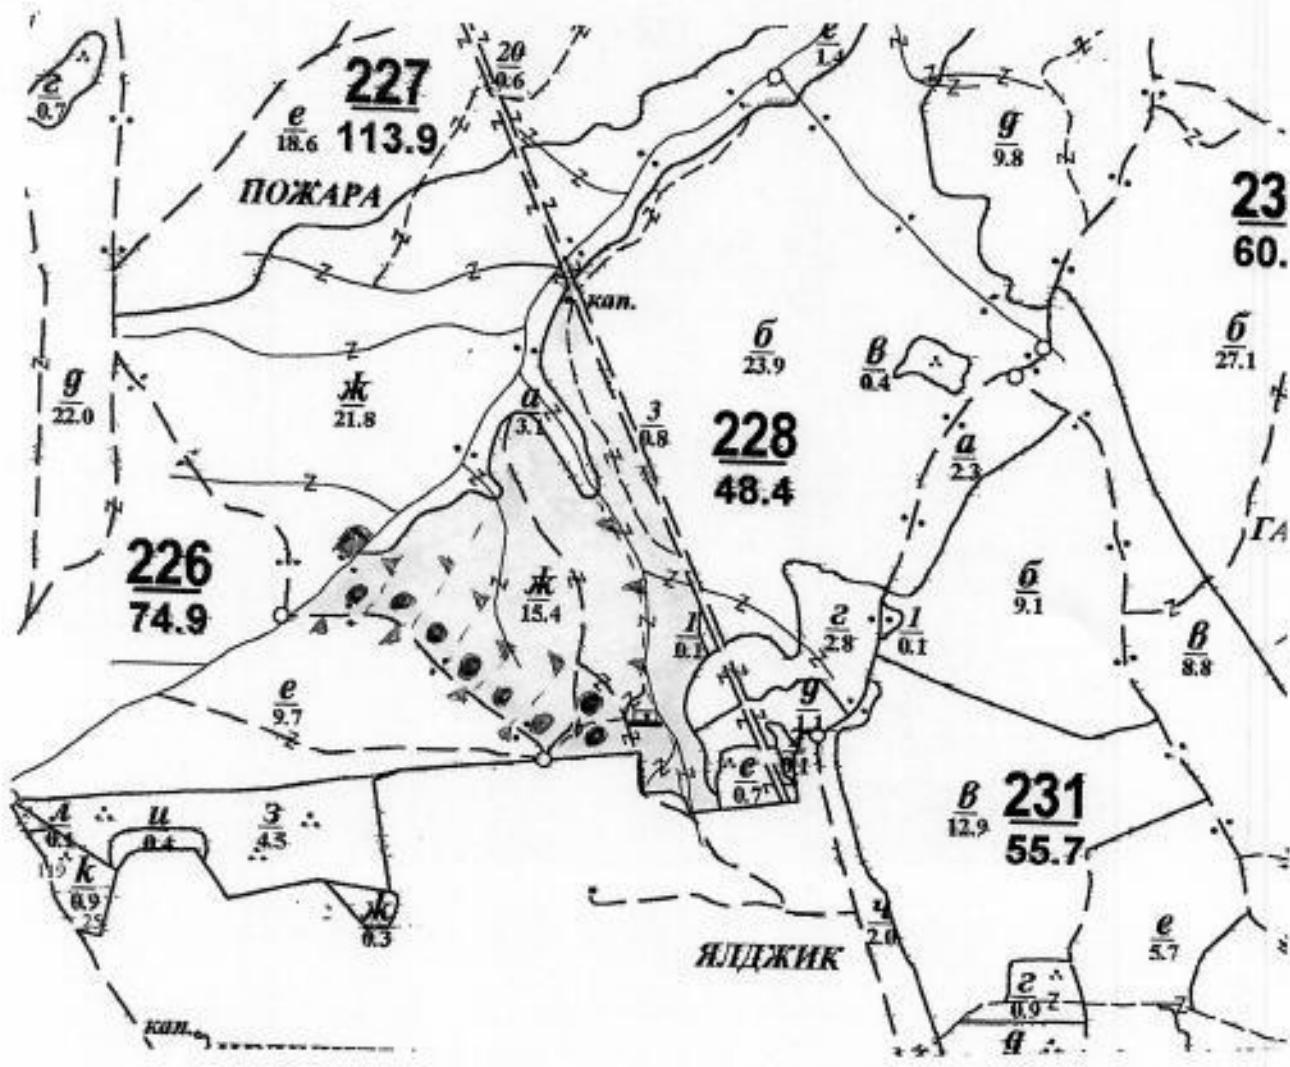 г
0.7
227
113.9
е
18.6
ПОЖАРА
20
0.6
е
1.4
д
9.8
23
60.
б
27.1
кап.
б
23.9
в
0.4
228
48.4
з
0.8
д
22.0
ж
21.8
а
3.1
а
2.3
ГА
226
74.9
ж
15.4
1
0.1
г
2.8
1
0.1
б
9.1
в
8.8
е
9.7
д
1.1
0.1
е
0.7
в
12.9
231
55.7
л
и
0.4
з
4.5
119
к
0.9
25
ж
0.3
ч
2.0
ЯЛДЖИК
е
5.7
г
0.9
д
кап.